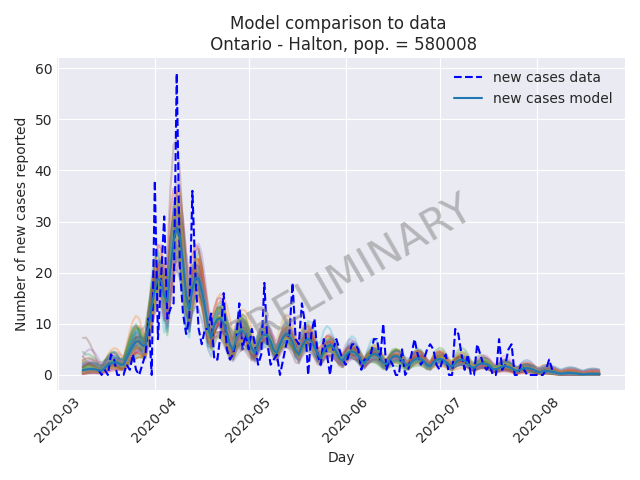 Model comparison to data
Ontario - Halton, pop. = 580008
new cases data
new cases model
PRELIMINARY
Number of new cases reported
60
50
40
30
20
10
0
2020-03
2020-04
2020-05
2020-06
2020-07
2020-08
Day